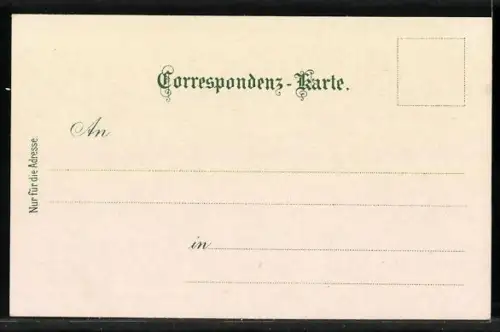 Correspondenz-Karte.
An
in
Nur für die Adresse.